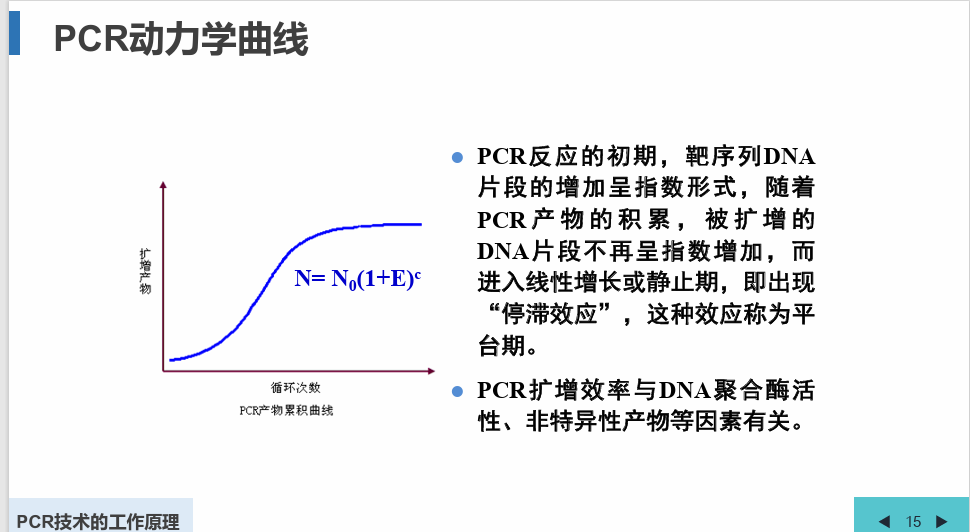 PCR动力学曲线
PCR反应的初期，靶序列DNA
片段的增加呈指数形式，随着
PCR产物的积累，被扩增的
DNA片段不再呈指数增加，而
进入线性增长或静止期，即出现
“停滞效应”，这种效应称为平
台期。
PCR扩增效率与DNA聚合酶活
性、非特异性产物等因素有关。
扩增产物
N= N₀(1+E)ᶜ
循环次数
PCR产物累积曲线
PCR技术的工作原理
15